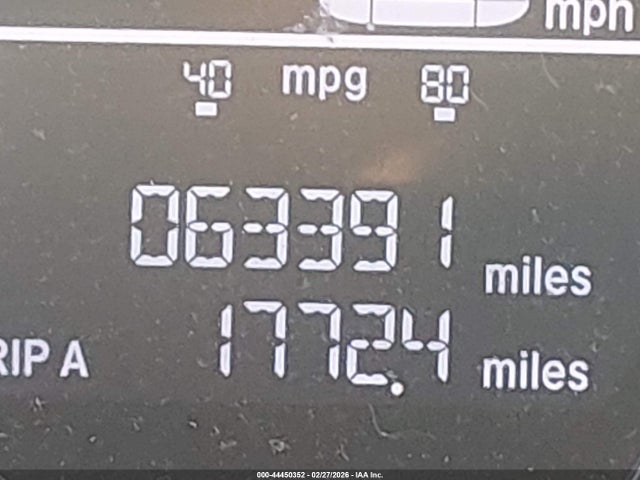 mph
40 mpg 80
063391 miles
RIP A 1772.4 miles
000-44450352 - 02/27/2026 - IAA Inc.